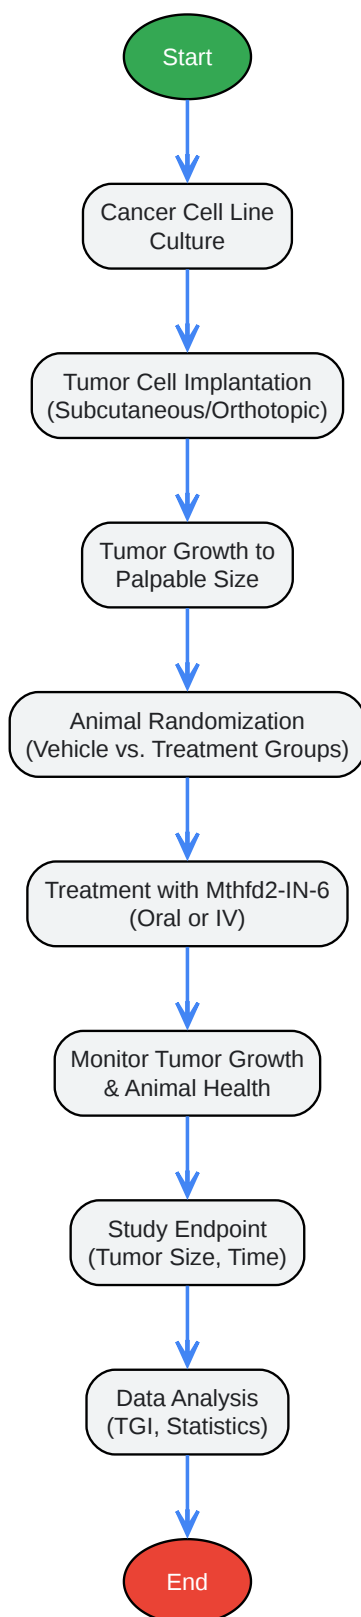 Start
Cancer Cell Line
Culture
Tumor Cell Implantation
(Subcutaneous/Orthotopic)
Tumor Growth to
Palpable Size
Animal Randomization
(Vehicle vs. Treatment Groups)
Treatment with Mthfd2-IN-6
(Oral or IV)
Monitor Tumor Growth
& Animal Health
Study Endpoint
(Tumor Size, Time)
Data Analysis
(TGI, Statistics)
End